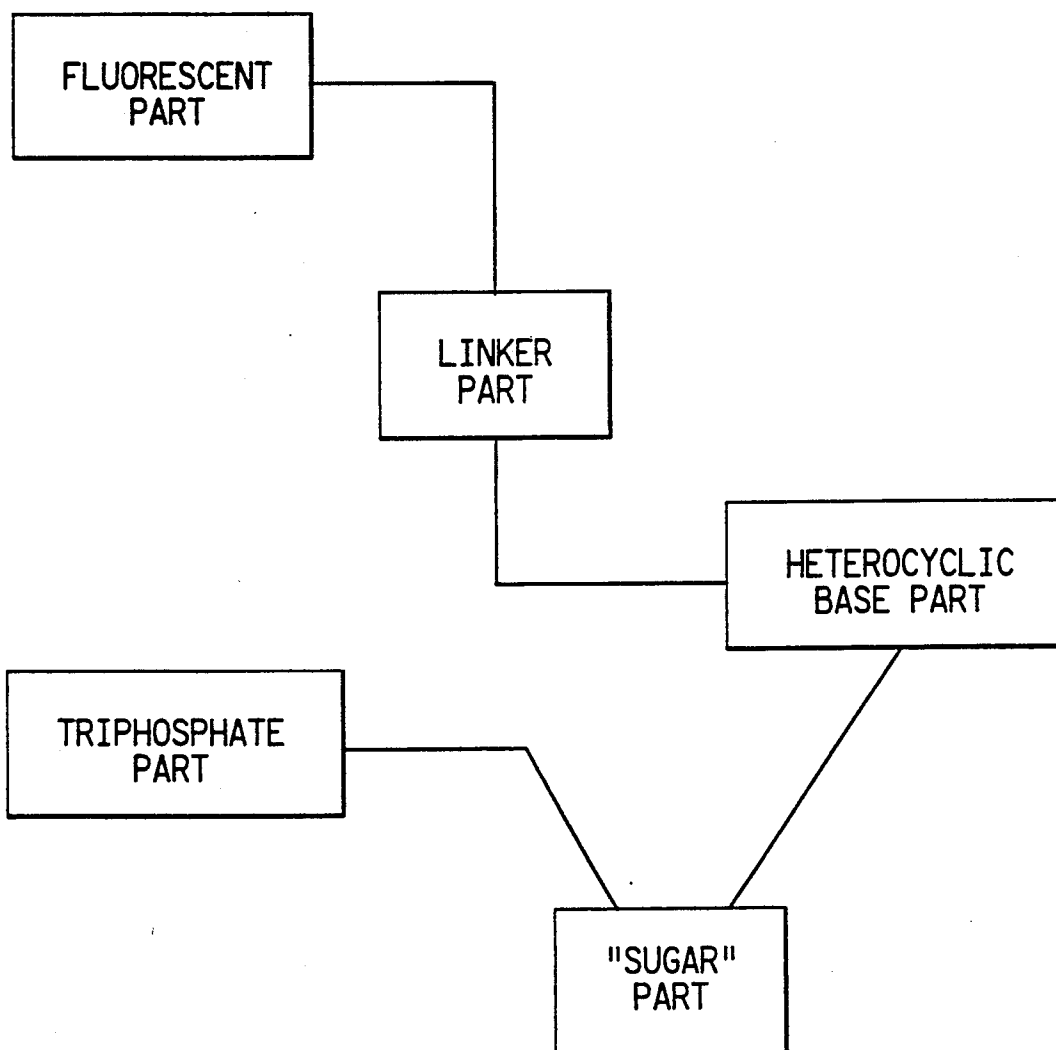 FLUORESCENT
PART
LINKER
PART
HETEROCYCLIC
BASE PART
TRIPHOSPHATE
PART
"SUGAR"
PART